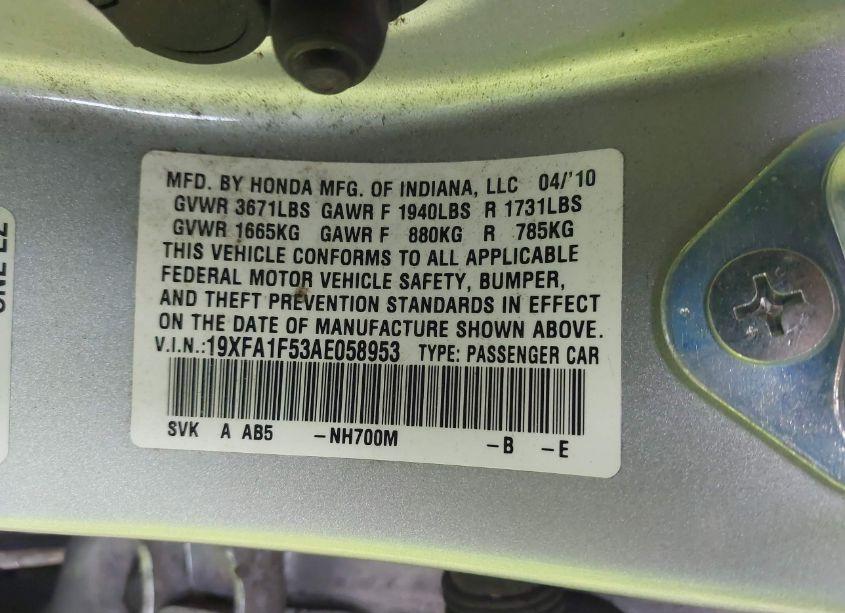 MFD. BY HONDA MFG. OF INDIANA, LLC 04/'10
GVWR 3671LBS GAWR F 1940LBS R 1731LBS
GVWR 1665KG GAWR F 880KG R 785KG
THIS VEHICLE CONFORMS TO ALL APPLICABLE
FEDERAL MOTOR VEHICLE SAFETY, BUMPER,
AND THEFT PREVENTION STANDARDS IN EFFECT
ON THE DATE OF MANUFACTURE SHOWN ABOVE.
V.I.N.:19XFA1F53AE058953 TYPE: PASSENGER CAR
SVK A AB5 -NH700M -B -E